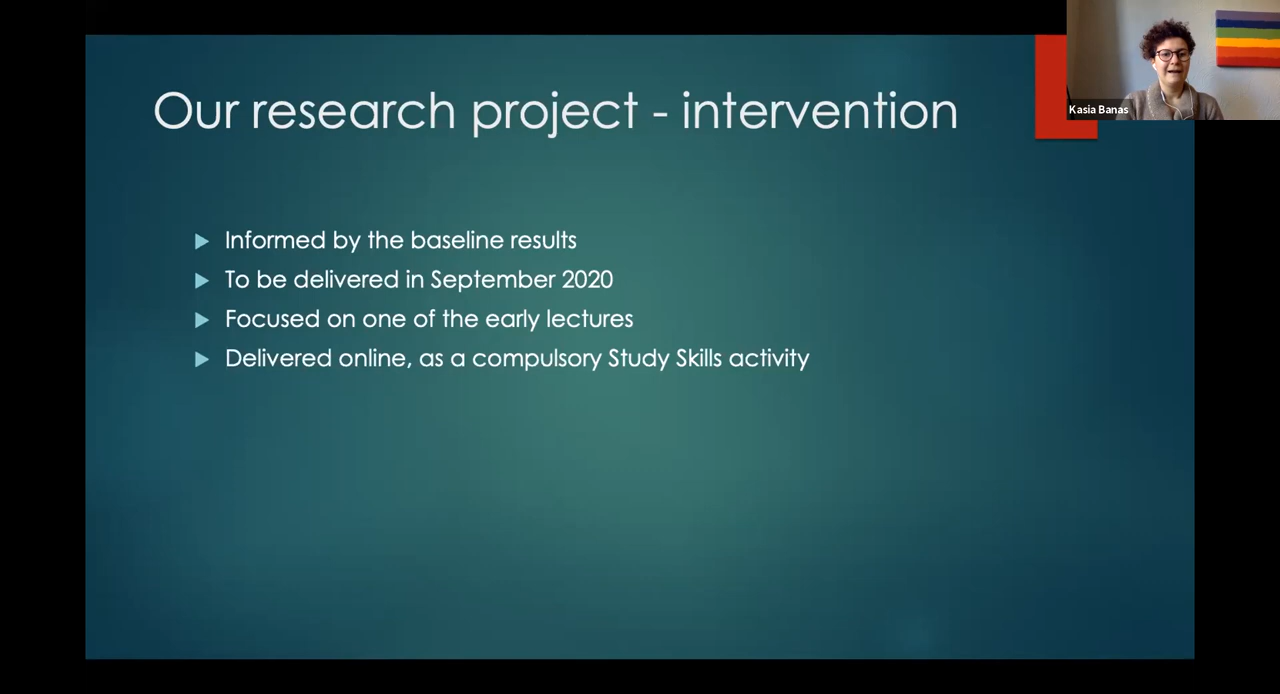 Our research project - intervention
Kasia Banas
Informed by the baseline results
To be delivered in September 2020
Focused on one of the early lectures
Delivered online, as a compulsory Study Skills activity